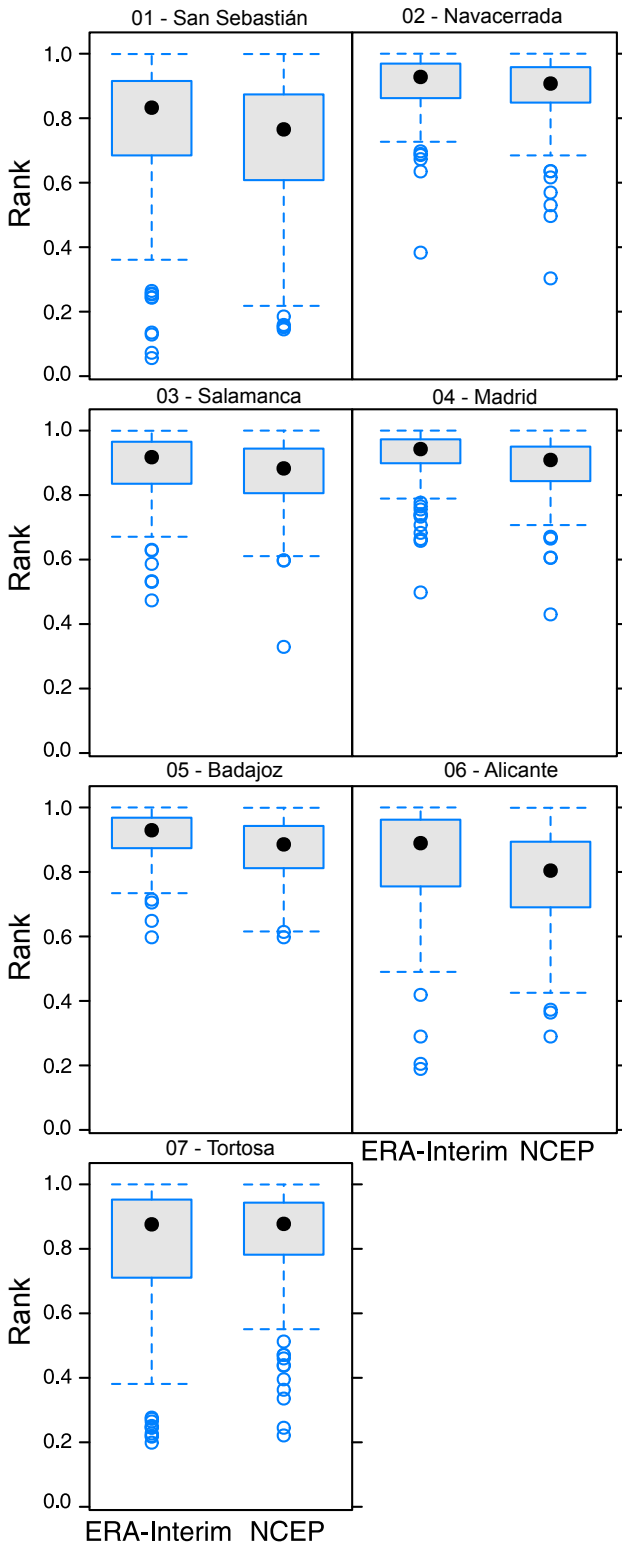 01 - San Sebastián 02 - Navacerrada
1.0
0.8
0.6
0.4
0.2
0.0
Rank
03 - Salamanca 04 - Madrid
1.0
0.8
0.6
0.4
0.2
0.0
Rank
05 - Badajoz 06 - Alicante
1.0
0.8
0.6
0.4
0.2
0.0
Rank
07 - Tortosa ERA-Interim NCEP
1.0
0.8
0.6
0.4
0.2
0.0
Rank
ERA-Interim NCEP